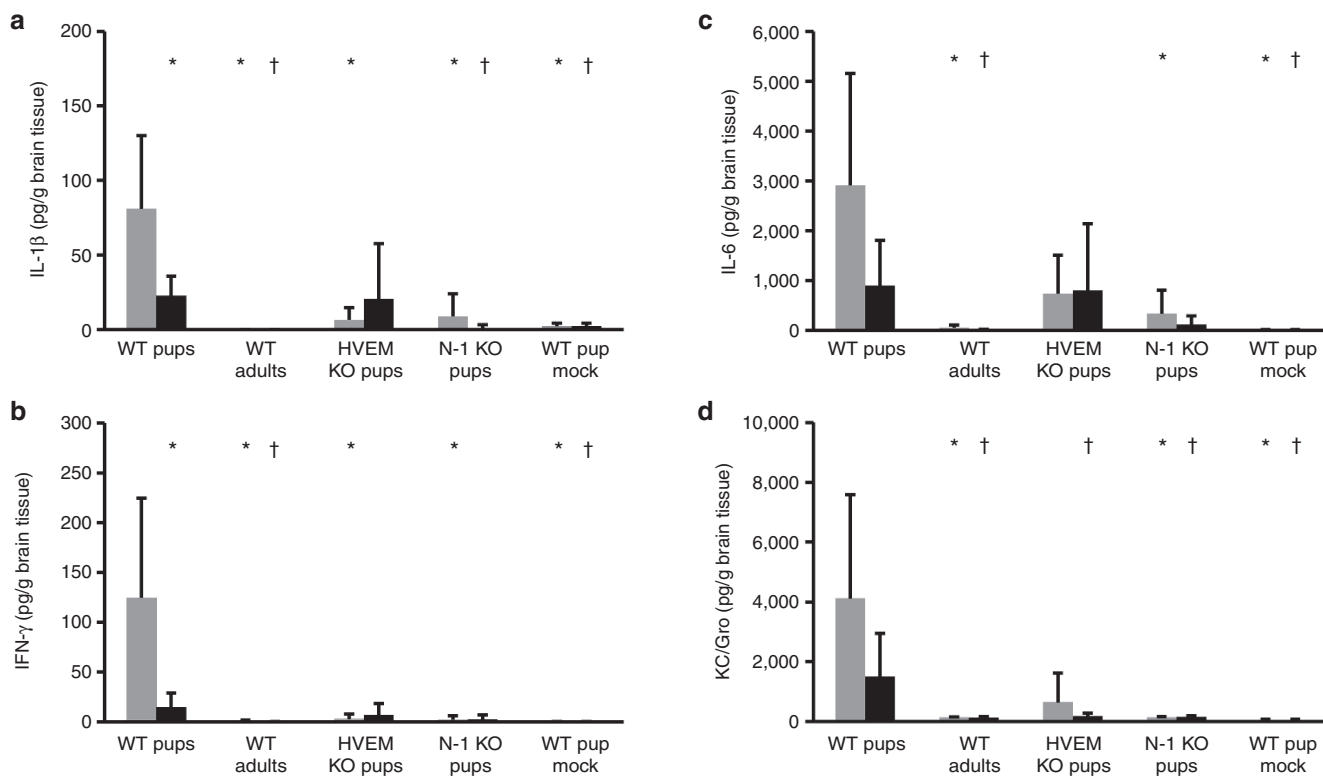 a
IL-1β (pg/g brain tissue)
200
150
100
50
0
* * † * * † * †
WT pups WT adults HVEM KO pups N-1 KO pups WT pup mock
b
IFN-γ (pg/g brain tissue)
300
250
200
150
100
50
0
* * † * * * †
WT pups WT adults HVEM KO pups N-1 KO pups WT pup mock
c
IL-6 (pg/g brain tissue)
6,000
5,000
4,000
3,000
2,000
1,000
0
* † * * †
WT pups WT adults HVEM KO pups N-1 KO pups WT pup mock
d
KC/Gro (pg/g brain tissue)
10,000
8,000
6,000
4,000
2,000
0
* † † * † * †
WT pups WT adults HVEM KO pups N-1 KO pups WT pup mock